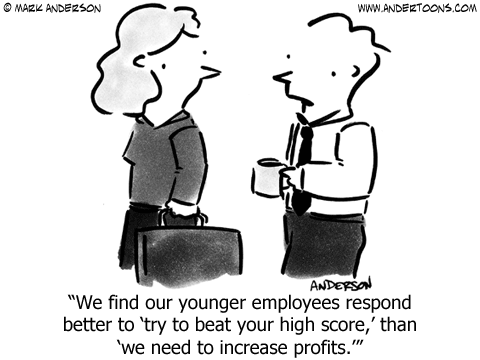 © MARK ANDERSON
WWW.ANDERTOONS.COM
ANDERSON
“We find our younger employees respond
better to ‘try to beat your high score,’ than
‘we need to increase profits.’”